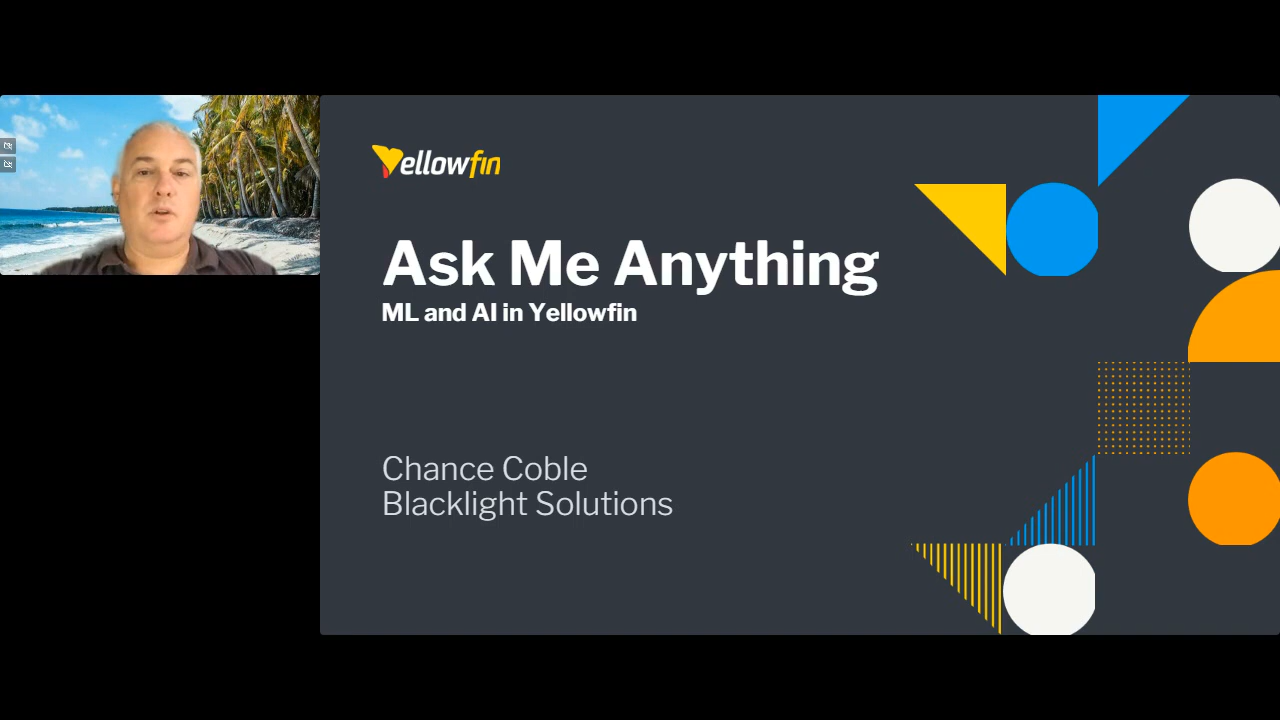 Yellowfin
Ask Me Anything
ML and AI in Yellowfin
Chance Coble
Blacklight Solutions